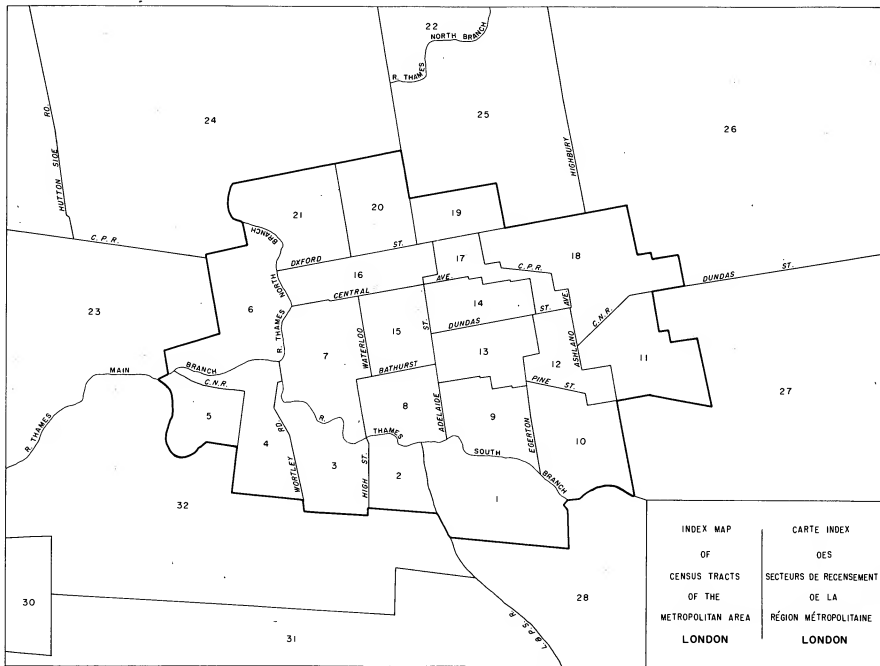 22
NORTH BRANCH
R. THAMES
24
25
26
HUTTON SIDE RD.
HIGHBURY
C. P. R.
21
20
19
BRANCH
NORTH
R. THAMES
OXFORD ST.
17
C.P.R.
18
16
CENTRAL AVE.
DUNDAS ST.
23
6
14
DUNDAS ST.
AVE.
ASHLAND
C.N.R.
7
WATERLOO
15
ST.
13
12
11
MAIN
BRANCH
C.N.R.
BATHURST
PINE ST.
27
R. THAMES
5
4
WORTLEY RD.
R. THAMES
8
ADELAIDE
9
EGERTON
10
3
HIGH ST.
2
SOUTH BRANCH
1
32
28
30
31
L & P.S. R.
INDEX MAP
OF
CENSUS TRACTS
OF THE
METROPOLITAN AREA
LONDON
CARTE INDEX
OES
SECTEURS DE RECENSEMENT
OE LA
RÉGION MÉTROPOLITAINE
LONDON